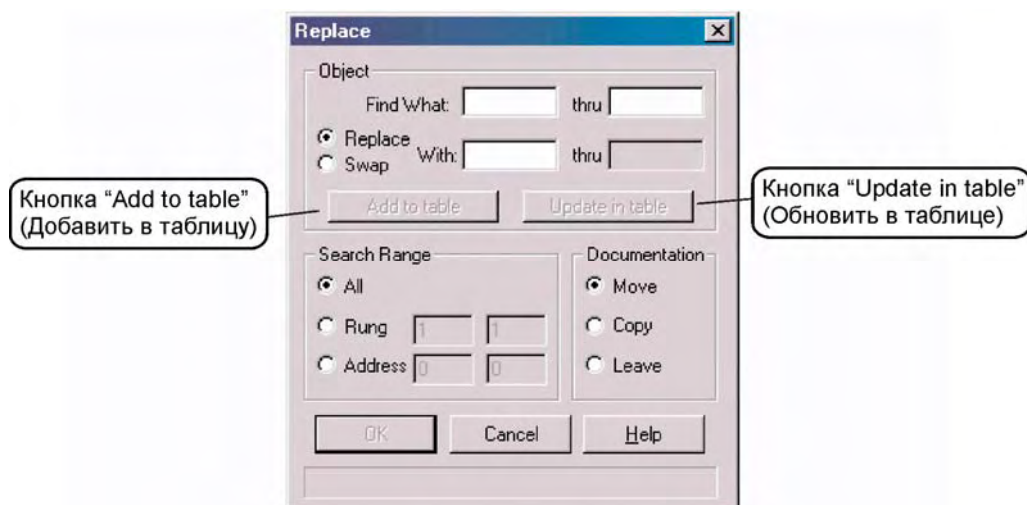 Replace
Object
Find What: thru
Replace
Swap
With: thru
Add to table Update in table
Кнопка “Add to table”
(Добавить в таблицу)
Кнопка “Update in table”
(Обновить в таблице)
Search Range
All
Rung 1 1
Address 0 0
Documentation
Move
Copy
Leave
OK Cancel Help